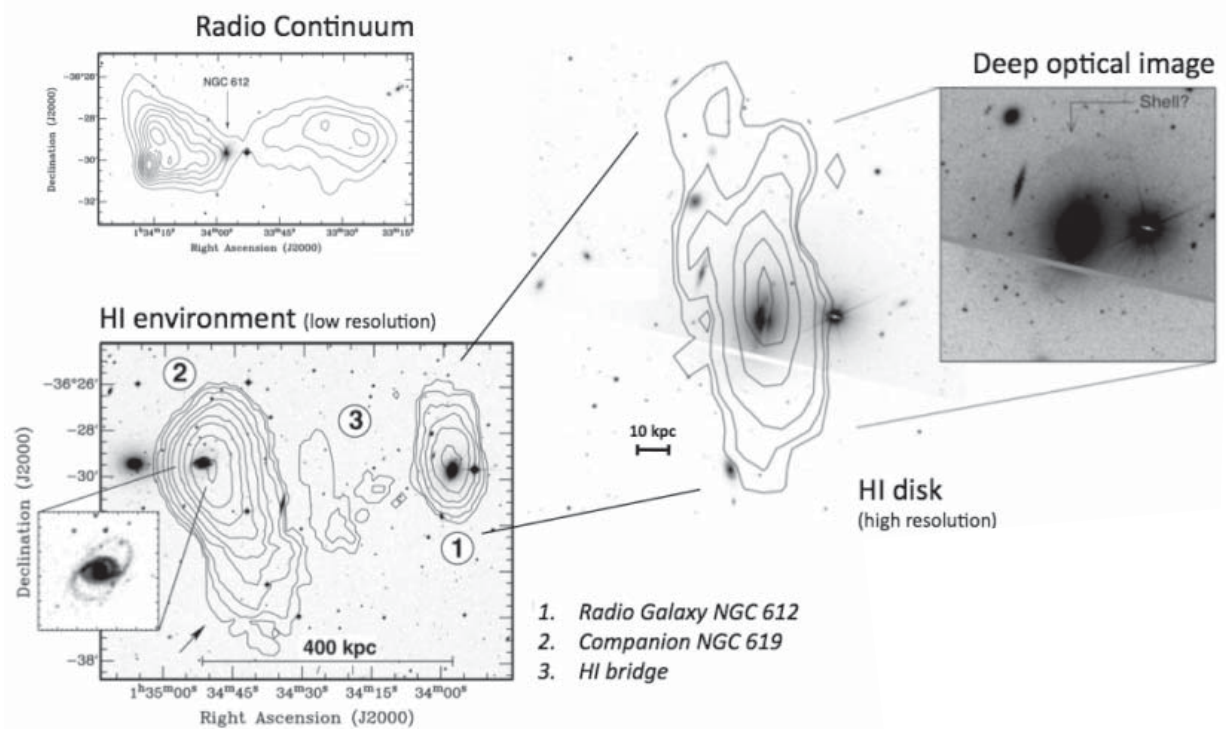 Radio Continuum
NGC 612
−36°26'
−28
−30
−32
Declination (J2000)
1ʰ34ᵐ15ˢ
34ᵐ00ˢ
33ᵐ45ˢ
33ᵐ30ˢ
33ᵐ15ˢ
Right Ascension (J2000)
Deep optical image
Shell?
10 kpc
HI disk
(high resolution)
HI environment (low resolution)
2
3
1
−36°26'
−28'
−30'
−38'
Declination (J2000)
400 kpc
1ʰ35ᵐ00ˢ
34ᵐ45ˢ
34ᵐ30ˢ
34ᵐ15ˢ
34ᵐ00ˢ
Right Ascension (J2000)
1. Radio Galaxy NGC 612
2. Companion NGC 619
3. HI bridge